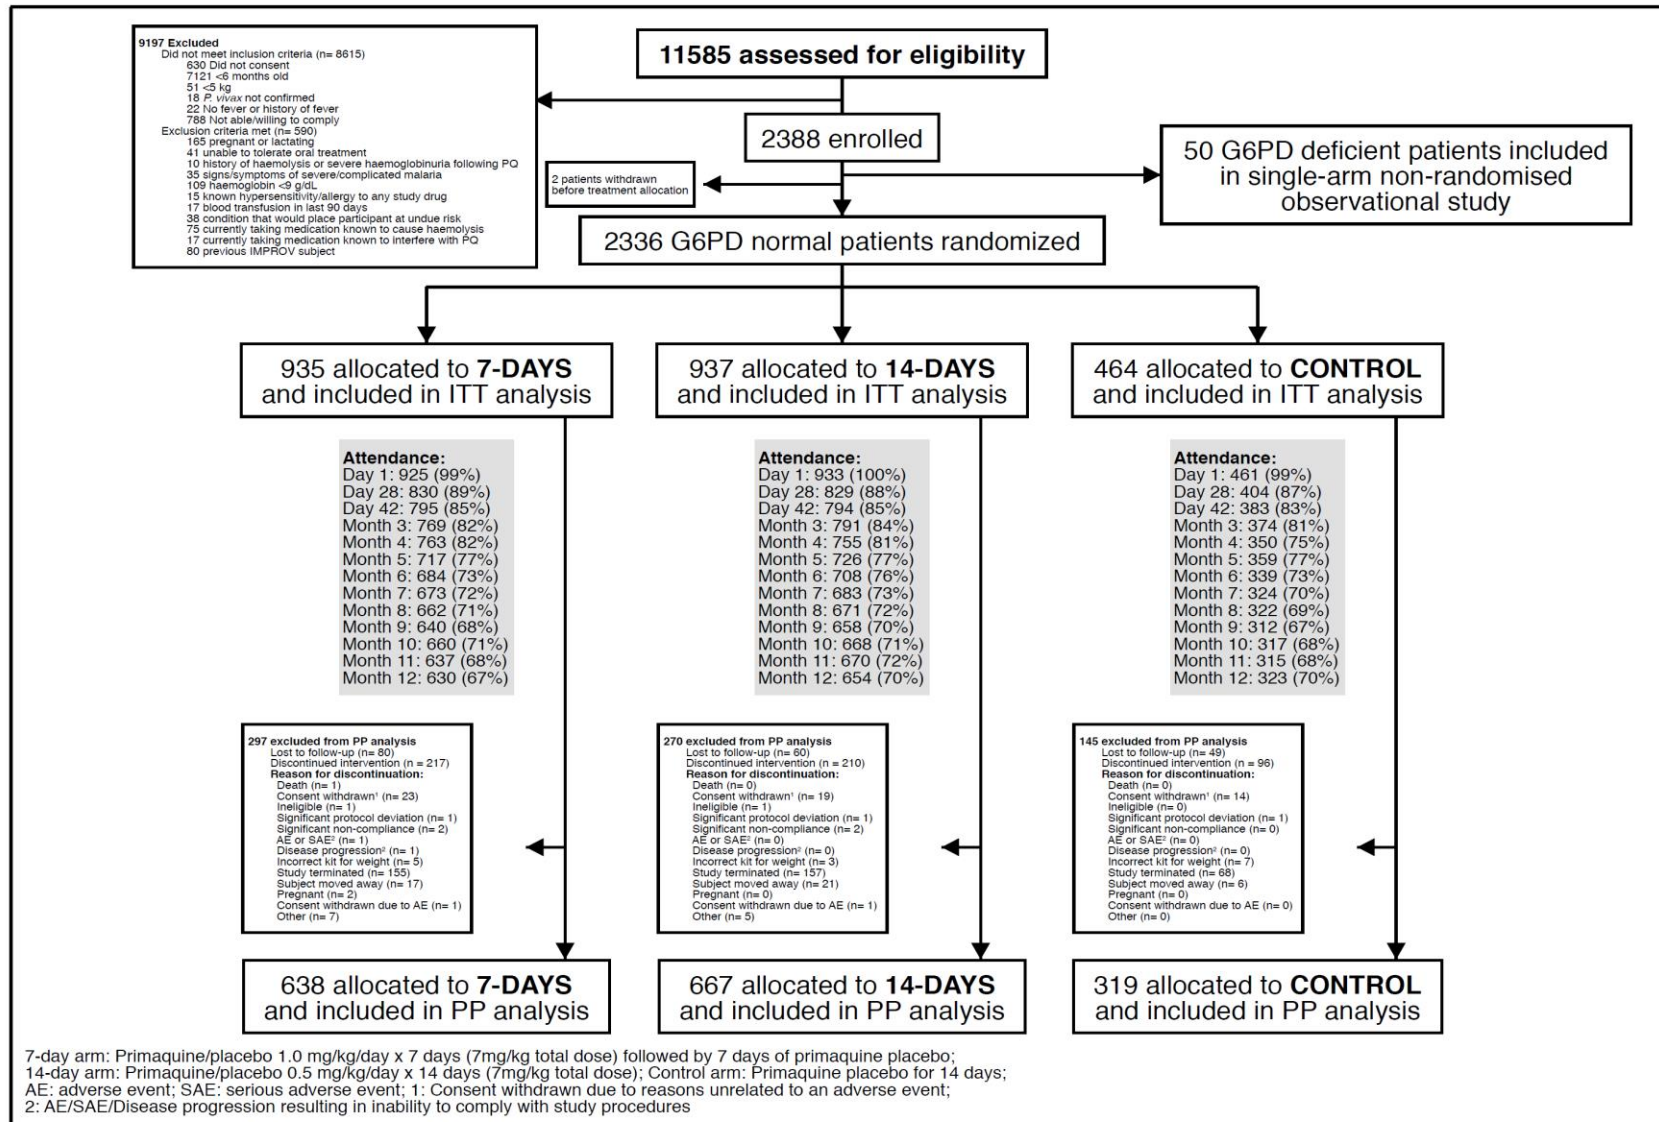 11585 assessed for eligibility
9197 Excluded
Did not meet inclusion criteria (n= 8615)
630 Did not consent
7121 <6 months old
51 <5 kg
18 P. vivax not confirmed
22 No fever or history of fever
788 Not able/willing to comply
Exclusion criteria met (n= 590)
165 pregnant or lactating
41 unable to tolerate oral treatment
10 history of haemolysis or severe haemoglobinuria following PQ
35 signs/symptoms of severe/complicated malaria
109 haemoglobin <9 g/dL
15 known hypersensitivity/allergy to any study drug
17 blood transfusion in last 90 days
38 condition that would place participant at undue risk
75 currently taking medication known to cause haemolysis
17 currently taking medication known to interfere with PQ
80 previous IMPROV subject
2388 enrolled
50 G6PD deficient patients included
in single-arm non-randomised
observational study
2 patients withdrawn
before treatment allocation
2336 G6PD normal patients randomized
935 allocated to 7-DAYS
and included in ITT analysis
937 allocated to 14-DAYS
and included in ITT analysis
464 allocated to CONTROL
and included in ITT analysis
Attendance:
Day 1: 925 (99%)
Day 28: 830 (89%)
Day 42: 795 (85%)
Month 3: 769 (82%)
Month 4: 763 (82%)
Month 5: 717 (77%)
Month 6: 684 (73%)
Month 7: 673 (72%)
Month 8: 662 (71%)
Month 9: 640 (68%)
Month 10: 660 (71%)
Month 11: 637 (68%)
Month 12: 630 (67%)
Attendance:
Day 1: 933 (100%)
Day 28: 829 (88%)
Day 42: 794 (85%)
Month 3: 791 (84%)
Month 4: 755 (81%)
Month 5: 726 (77%)
Month 6: 708 (76%)
Month 7: 683 (73%)
Month 8: 671 (72%)
Month 9: 658 (70%)
Month 10: 668 (71%)
Month 11: 670 (72%)
Month 12: 654 (70%)
Attendance:
Day 1: 461 (99%)
Day 28: 404 (87%)
Day 42: 383 (83%)
Month 3: 374 (81%)
Month 4: 350 (75%)
Month 5: 359 (77%)
Month 6: 339 (73%)
Month 7: 324 (70%)
Month 8: 322 (69%)
Month 9: 312 (67%)
Month 10: 317 (68%)
Month 11: 315 (68%)
Month 12: 323 (70%)
297 excluded from PP analysis
Lost to follow-up (n= 80)
Discontinued intervention (n = 217)
Reason for discontinuation:
Death (n= 1)
Consent withdrawn¹ (n= 23)
Ineligible (n= 1)
Significant protocol deviation (n= 1)
Significant non-compliance (n= 2)
AE or SAE² (n= 1)
Disease progression² (n= 1)
Incorrect kit for weight (n= 5)
Study terminated (n= 155)
Subject moved away (n= 17)
Pregnant (n= 2)
Consent withdrawn due to AE (n= 1)
Other (n= 7)
270 excluded from PP analysis
Lost to follow-up (n= 60)
Discontinued intervention (n = 210)
Reason for discontinuation:
Death (n= 0)
Consent withdrawn¹ (n= 19)
Ineligible (n= 1)
Significant protocol deviation (n= 1)
Significant non-compliance (n= 2)
AE or SAE² (n= 0)
Disease progression² (n= 0)
Incorrect kit for weight (n= 3)
Study terminated (n= 157)
Subject moved away (n= 21)
Pregnant (n= 0)
Consent withdrawn due to AE (n= 1)
Other (n= 5)
145 excluded from PP analysis
Lost to follow-up (n= 49)
Discontinued intervention (n = 96)
Reason for discontinuation:
Death (n= 0)
Consent withdrawn¹ (n= 14)
Ineligible (n= 0)
Significant protocol deviation (n= 1)
Significant non-compliance (n= 0)
AE or SAE² (n= 0)
Disease progression² (n= 0)
Incorrect kit for weight (n= 7)
Study terminated (n= 68)
Subject moved away (n= 6)
Pregnant (n= 0)
Consent withdrawn due to AE (n= 0)
Other (n= 0)
638 allocated to 7-DAYS
and included in PP analysis
667 allocated to 14-DAYS
and included in PP analysis
319 allocated to CONTROL
and included in PP analysis
7-day arm: Primaquine/placebo 1.0 mg/kg/day x 7 days (7mg/kg total dose) followed by 7 days of primaquine placebo;
14-day arm: Primaquine/placebo 0.5 mg/kg/day x 14 days (7mg/kg total dose); Control arm: Primaquine placebo for 14 days;
AE: adverse event; SAE: serious adverse event; 1: Consent withdrawn due to reasons unrelated to an adverse event;
2: AE/SAE/Disease progression resulting in inability to comply with study procedures